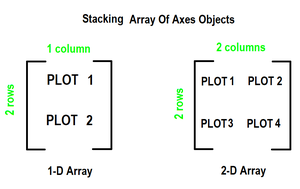 Stacking Array Of Axes Objects
1 column
2 rows
PLOT 1
PLOT 2
1-D Array
2 columns
2 rows
PLOT 1 PLOT 2
PLOT3 PLOT 4
2-D Array